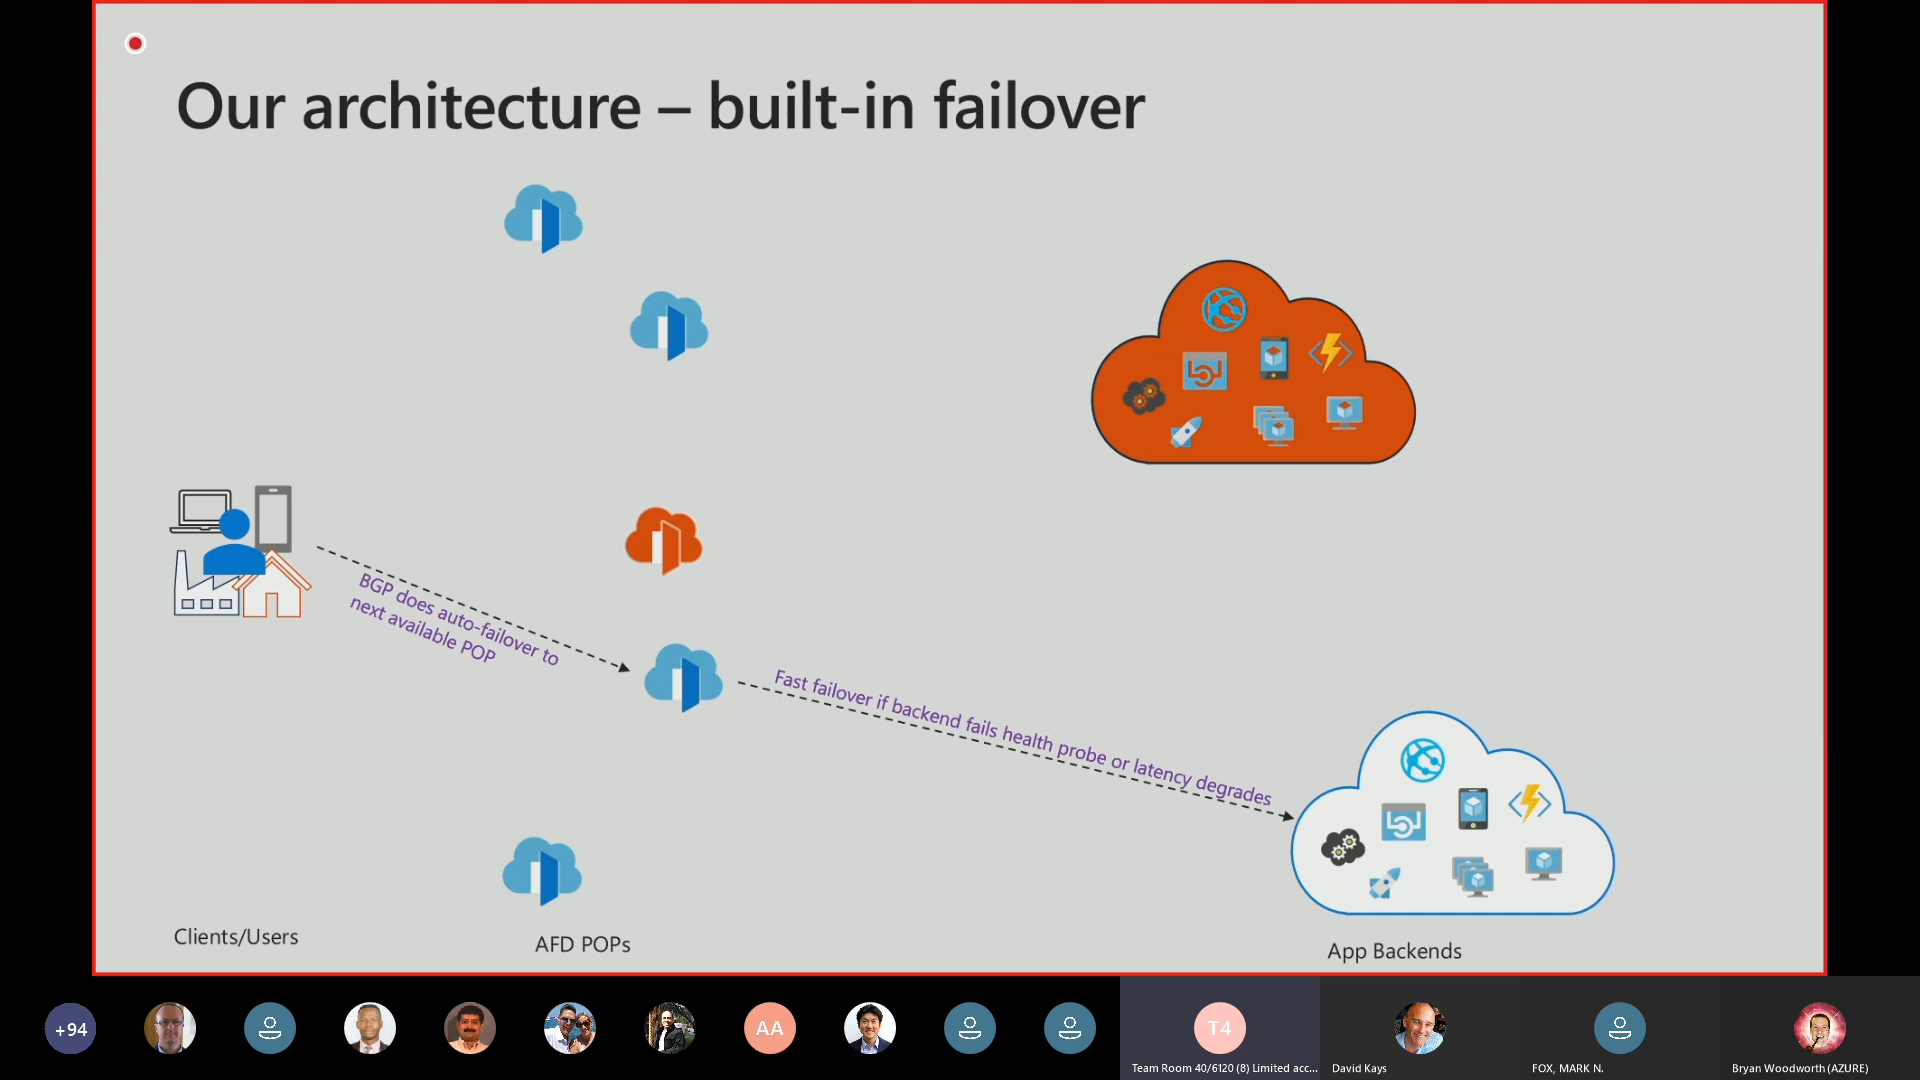 Our architecture – built-in failover
BGP does auto-failover to
next available POP
Fast failover if backend fails health probe or latency degrades
Clients/Users
AFD POPs
App Backends
+94
AA
T4
Team Room 40/6120 (8) Limited acc...
David Kays
FOX, MARK N.
Bryan Woodworth (AZURE)